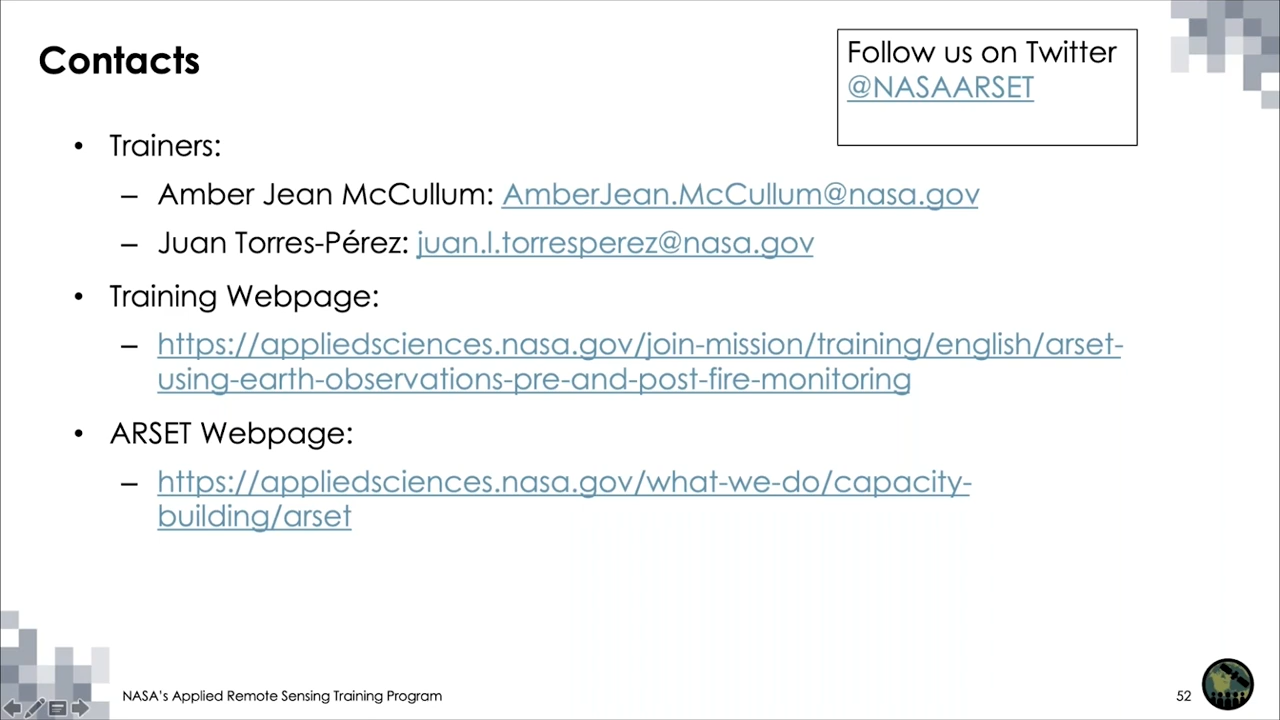 Contacts
Follow us on Twitter
@NASAARSET
• Trainers:
– Amber Jean McCullum: AmberJean.McCullum@nasa.gov
– Juan Torres-Pérez: juan.l.torresperez@nasa.gov
• Training Webpage:
– https://appliedsciences.nasa.gov/join-mission/training/english/arset-
using-earth-observations-pre-and-post-fire-monitoring
• ARSET Webpage:
– https://appliedsciences.nasa.gov/what-we-do/capacity-
building/arset
NASA's Applied Remote Sensing Training Program
52